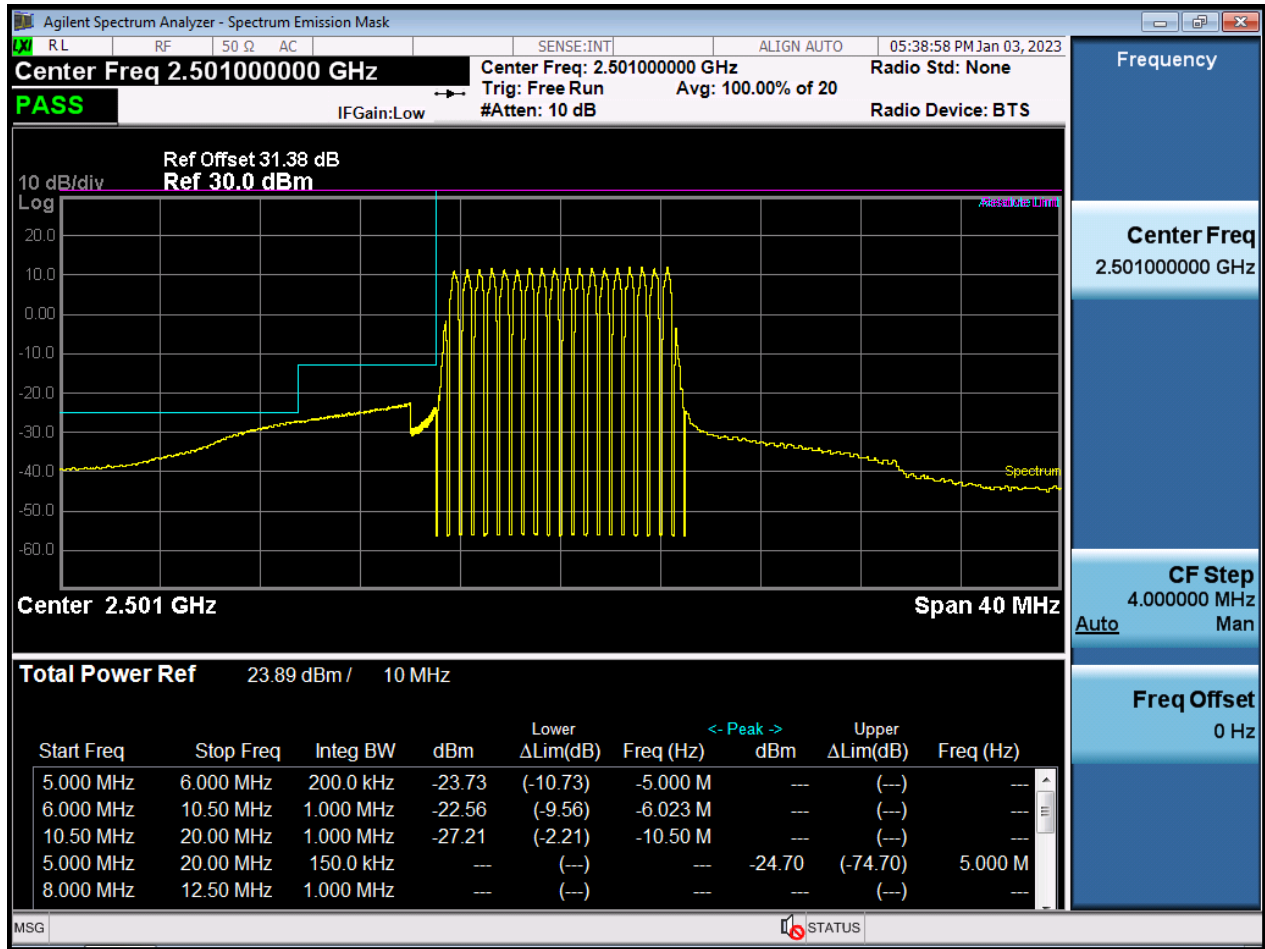 Agilent Spectrum Analyzer - Spectrum Emission Mask
LXI RL RF 50 Ω AC SENSE:INT ALIGN AUTO 05:38:58 PM Jan 03, 2023
Center Freq 2.501000000 GHz
Center Freq: 2.501000000 GHz Radio Std: None
Trig: Free Run Avg: 100.00% of 20
PASS
IFGain:Low #Atten: 10 dB Radio Device: BTS
Ref Offset 31.38 dB
10 dB/div Ref 30.0 dBm
Log
Absolute Limit
20.0
10.0
0.00
-10.0
-20.0
-30.0
-40.0
Spectrum
-50.0
-60.0
Center 2.501 GHz Span 40 MHz
Total Power Ref 23.89 dBm / 10 MHz
Lower <- Peak -> Upper
Start Freq Stop Freq Integ BW dBm ΔLim(dB) Freq (Hz) dBm ΔLim(dB) Freq (Hz)
5.000 MHz 6.000 MHz 200.0 kHz -23.73 (-10.73) -5.000 M --- (---) ---
6.000 MHz 10.50 MHz 1.000 MHz -22.56 (-9.56) -6.023 M --- (---) ---
10.50 MHz 20.00 MHz 1.000 MHz -27.21 (-2.21) -10.50 M --- (---) ---
5.000 MHz 20.00 MHz 150.0 kHz --- (---) --- -24.70 (-74.70) 5.000 M
8.000 MHz 12.50 MHz 1.000 MHz --- (---) --- --- (---) ---
MSG STATUS
Frequency
Center Freq
2.501000000 GHz
CF Step
4.000000 MHz
Auto Man
Freq Offset
0 Hz